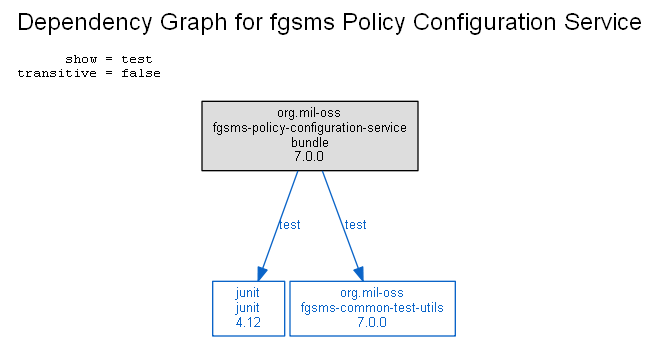 Dependency Graph for fgsms Policy Configuration Service
show = test
transitive = false
org.mil-oss
fgsms-policy-configuration-service
bundle
7.0.0
test
test
junit
junit
4.12
org.mil-oss
fgsms-common-test-utils
7.0.0